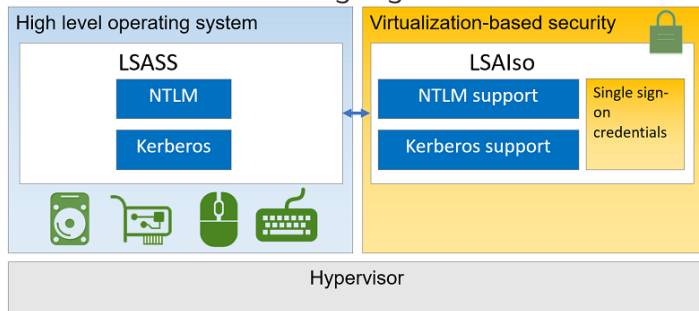 High level operating system
LSASS
NTLM
Kerberos
Virtualization-based security
LSAIso
NTLM support
Kerberos support
Single sign-
on
credentials
Hypervisor